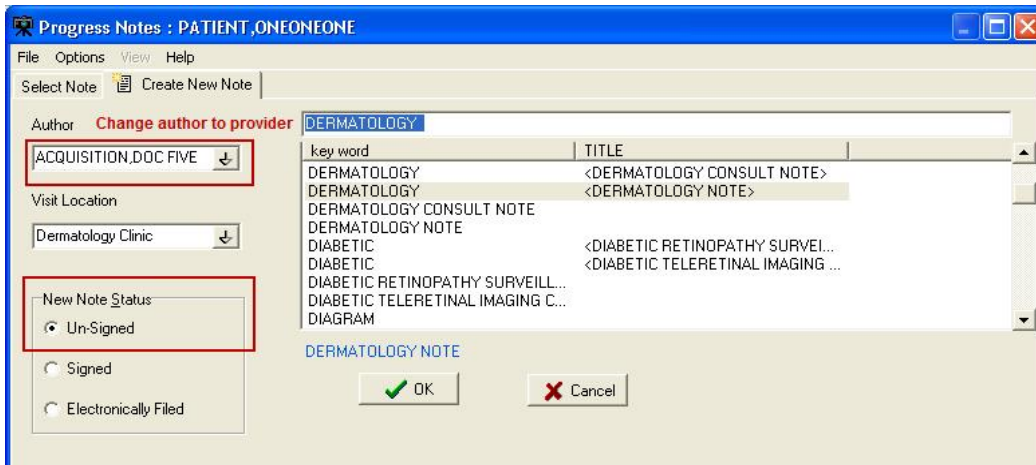 Progress Notes : PATIENT,ONEONEONE
File Options View Help
Select Note Create New Note
Author Change author to provider DERMATOLOGY
ACQUISITION,DOC FIVE
Visit Location
Dermatology Clinic
New Note Status
Un-Signed
Signed
Electronically Filed
key word TITLE
DERMATOLOGY <DERMATOLOGY CONSULT NOTE>
DERMATOLOGY <DERMATOLOGY NOTE>
DERMATOLOGY CONSULT NOTE
DERMATOLOGY NOTE
DIABETIC <DIABETIC RETINOPATHY SURVEI...
DIABETIC <DIABETIC TELERETINAL IMAGING ...
DIABETIC RETINOPATHY SURVEILL...
DIABETIC TELERETINAL IMAGING C...
DIAGRAM
DERMATOLOGY NOTE
OK Cancel